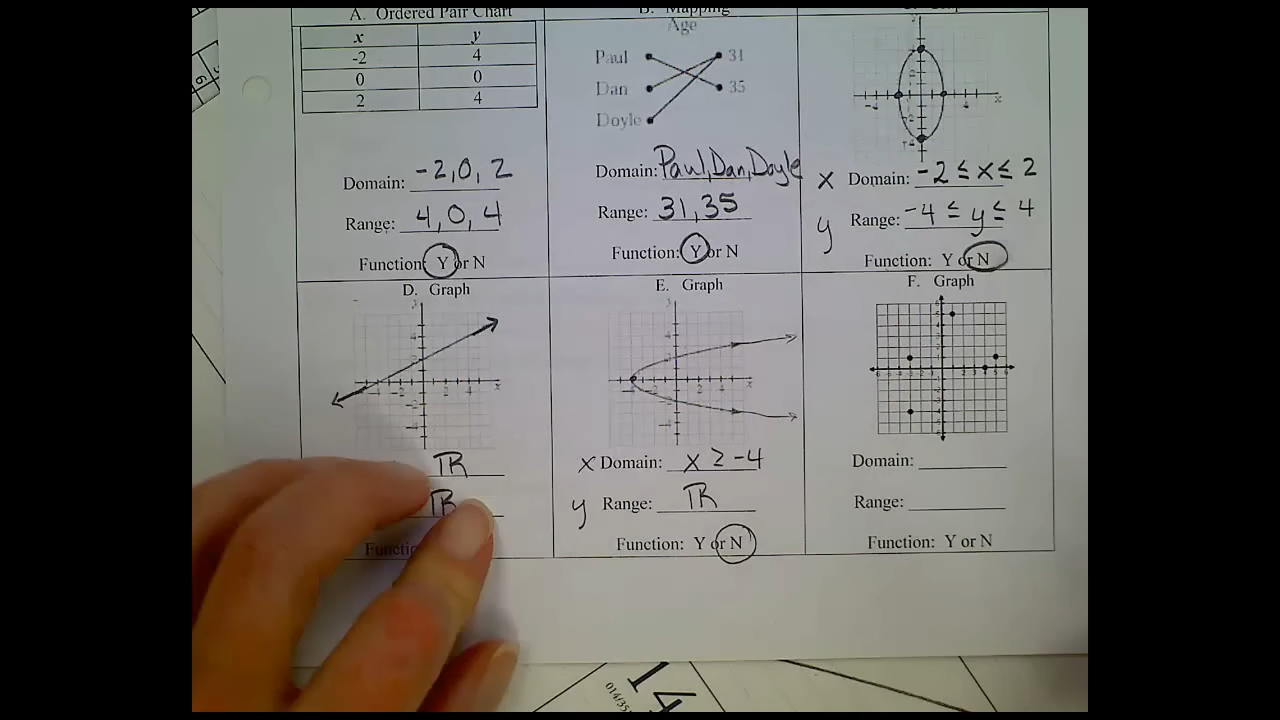 A. Ordered Pair Chart
x y
-2 4
0 0
2 4
Domain: -2, 0, 2
Range: 4, 0, 4
Function: Y or N
B. Mapping
Age
Paul 31
Dan 35
Doyle
Domain: Paul, Dan, Doyle
Range: 31, 35
Function: Y or N
x Domain: -2 ≤ x ≤ 2
y Range: -4 ≤ y ≤ 4
Function: Y or N
D. Graph
ℝ
ℝ
Functi
E. Graph
x Domain: x ≥ -4
y Range: ℝ
Function: Y or N
F. Graph
Domain:
Range:
Function: Y or N
14